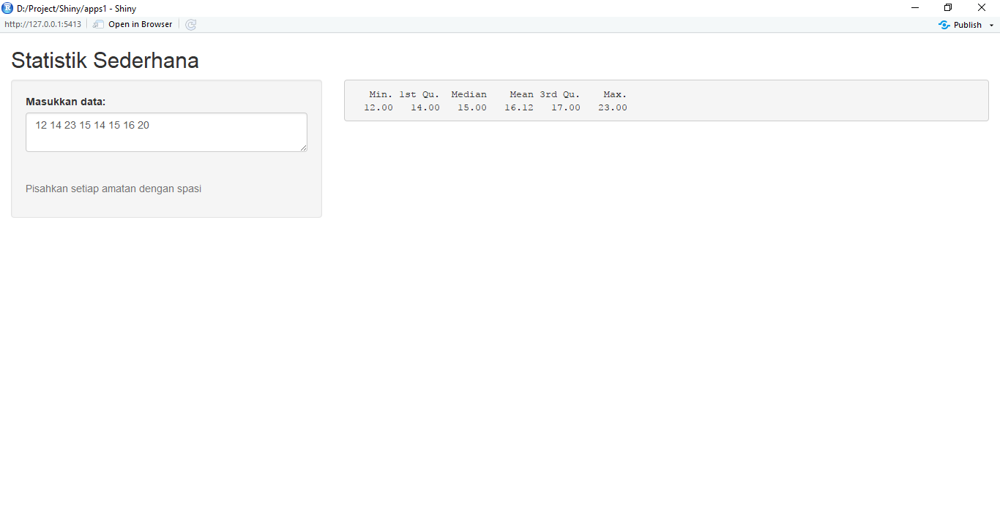 D:/Project/Shiny/apps1 - Shiny
http://127.0.0.1:5413 Open in Browser Publish
Statistik Sederhana
Masukkan data:
12 14 23 15 14 15 16 20
Pisahkan setiap amatan dengan spasi
Min. 1st Qu. Median Mean 3rd Qu. Max.
12.00 14.00 15.00 16.12 17.00 23.00